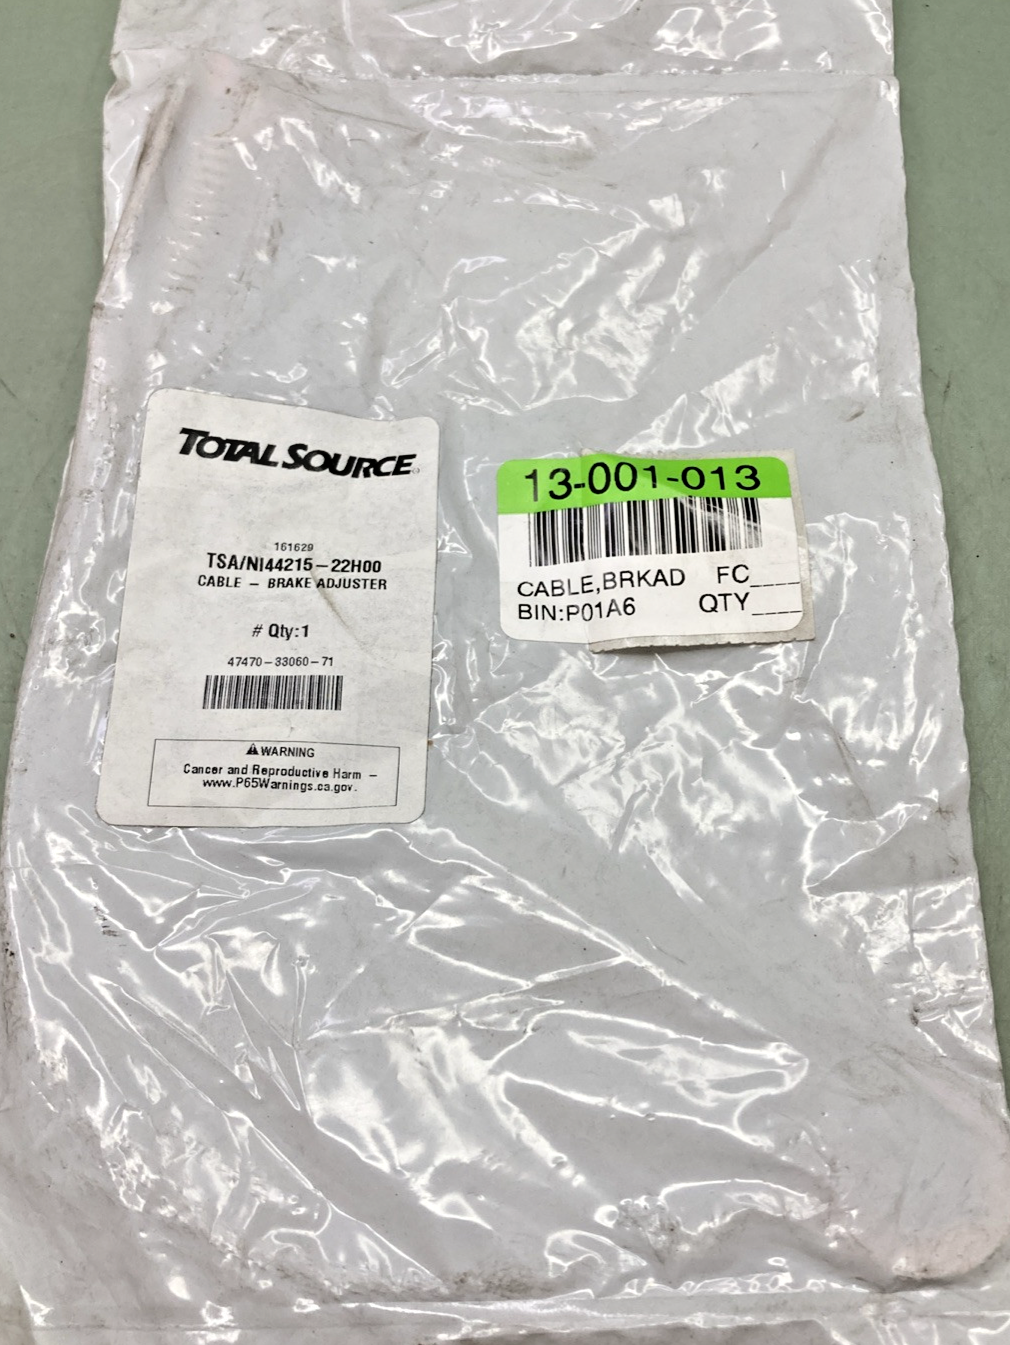 TOTAL SOURCE
161629
TSA/NI44215-22H00
CABLE - BRAKE ADJUSTER
# Qty:1
47470-33060-71
⚠ WARNING
Cancer and Reproductive Harm -
www.P65Warnings.ca.gov.
13-001-013
CABLE,BRKAD FC____
BIN:P01A6 QTY____